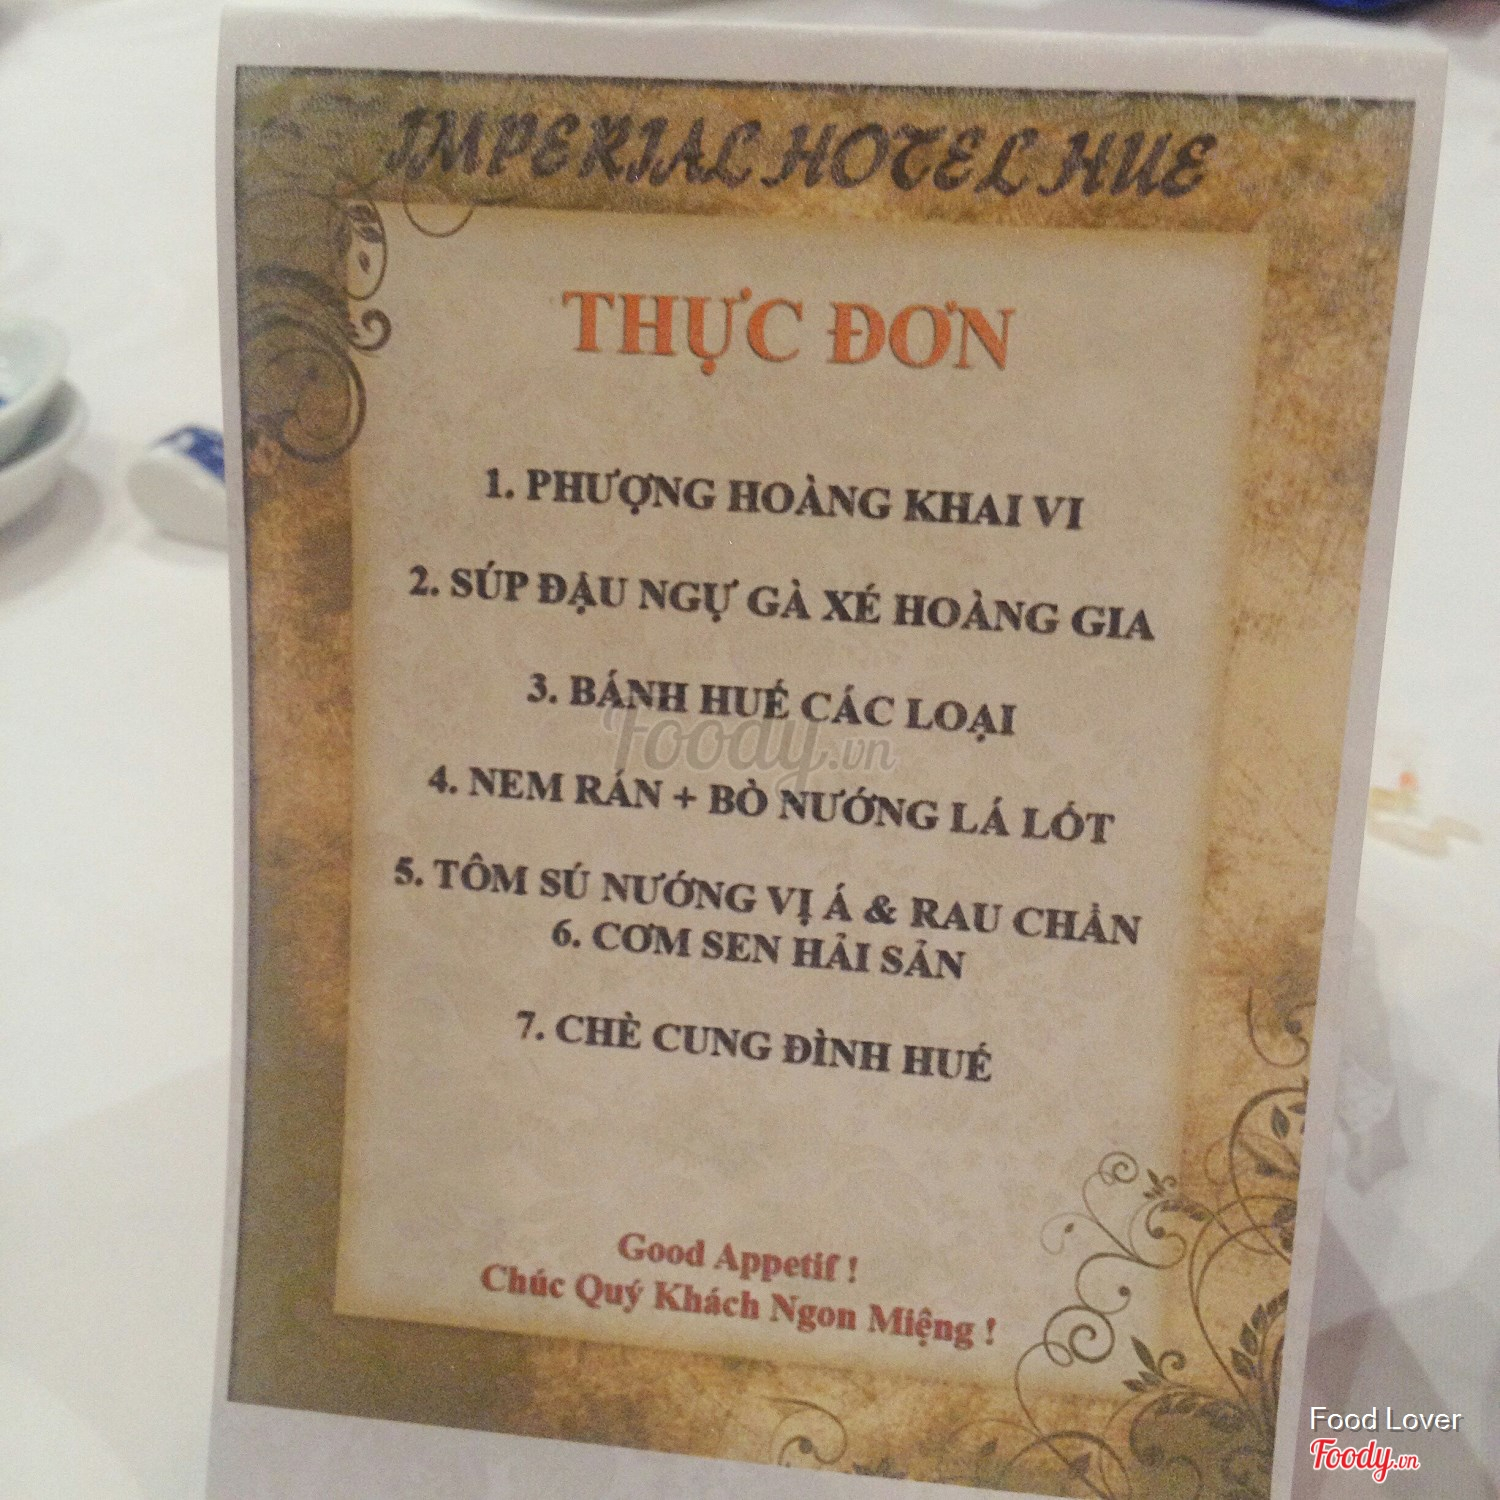 IMPERIAL HOTEL HUE
THỰC ĐƠN
1. PHƯỢNG HOÀNG KHAI VI
2. SÚP ĐẬU NGỰ GÀ XÉ HOÀNG GIA
3. BÁNH HUẾ CÁC LOẠI
4. NEM RÁN + BÒ NƯỚNG LÁ LỐT
5. TÔM SÚ NƯỚNG VỊ Á & RAU CHẦN
6. CƠM SEN HẢI SẢN
7. CHÈ CUNG ĐÌNH HUẾ
Good Appetif !
Chúc Quý Khách Ngon Miệng !
Foody.vn
Food Lover
Foody.vn